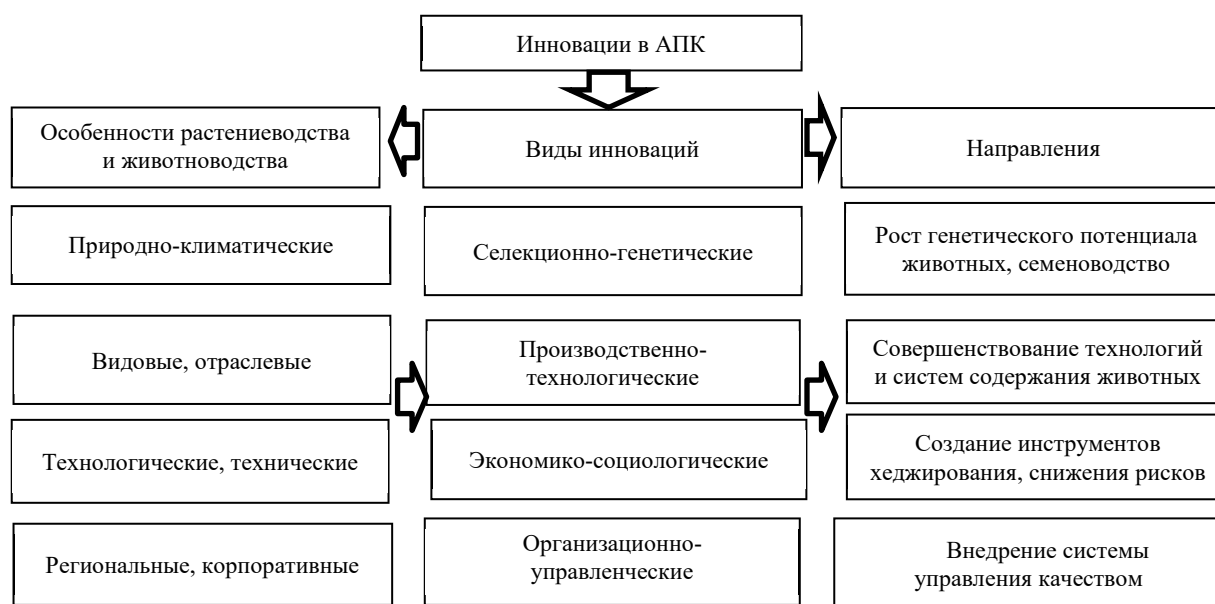 Инновации в АПК
Особенности растениеводства
и животноводства
Виды инноваций
Направления
Природно-климатические
Селекционно-генетические
Рост генетического потенциала
животных, семеноводство
Видовые, отраслевые
Производственно-
технологические
Совершенствование технологий
и систем содержания животных
Технологические, технические
Экономико-социологические
Создание инструментов
хеджирования, снижения рисков
Региональные, корпоративные
Организационно-
управленческие
Внедрение системы
управления качеством